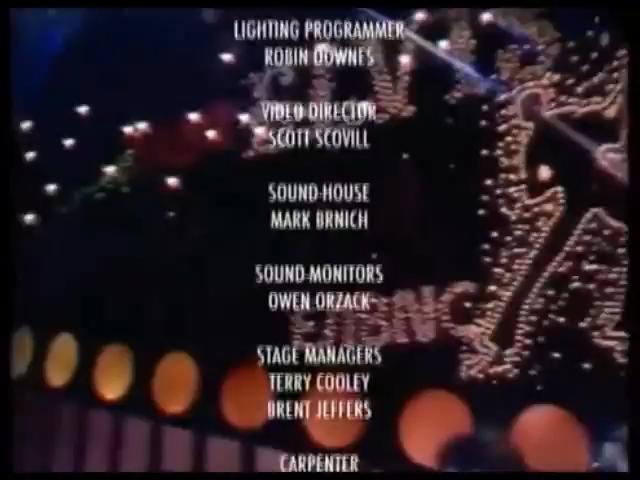 LIGHTING PROGRAMMER
ROBIN DOWNES
VIDEO DIRECTOR
SCOTT SCOVILL
SOUND-HOUSE
MARK BRNICH
SOUND-MONITORS
OWEN ORZACK
STAGE MANAGERS
TERRY COOLEY
BRENT JEFFERS
CARPENTER